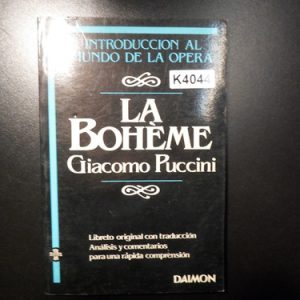 INTRODUCCION AL
MUNDO DE LA OPERA
K4044
LA
BOHÈME
Giacomo Puccini
Libreto original con traducción
Análisis y comentarios
para una rápida comprensión
DAIMON